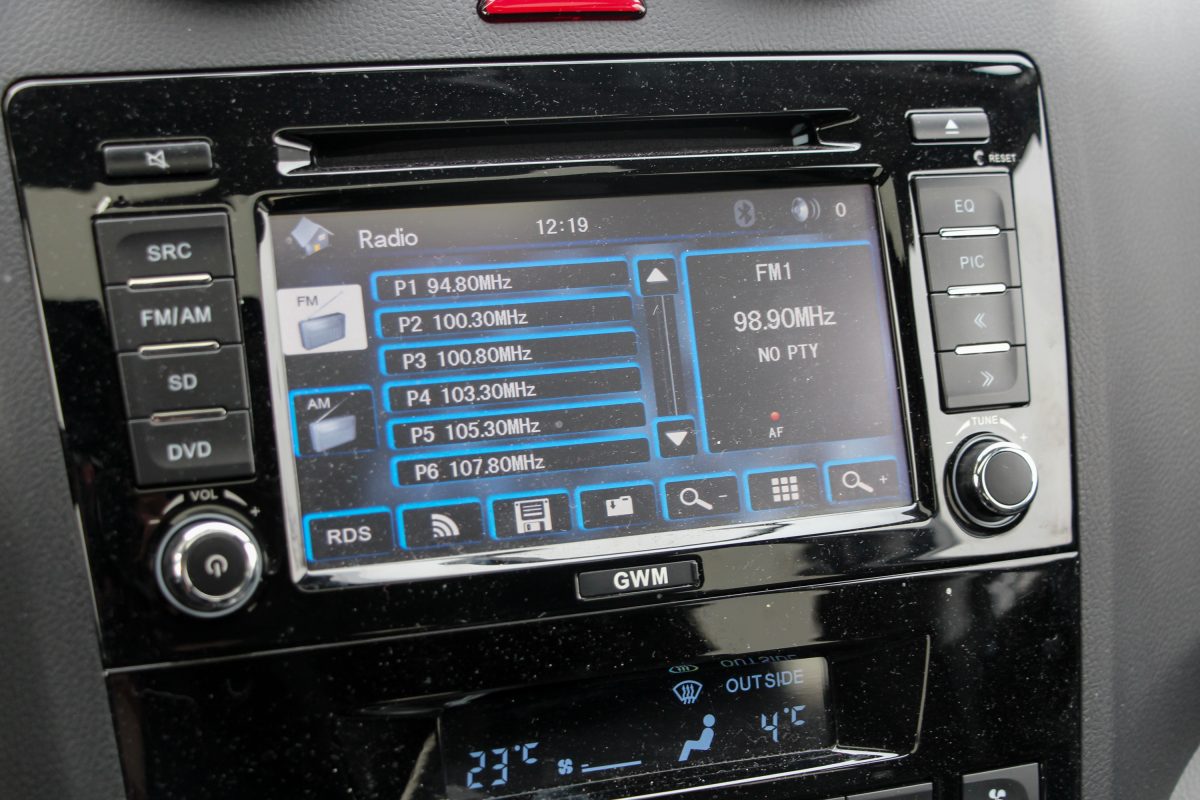 RESET
SRC
FM/AM
SD
DVD
VOL
+
Radio
12:19
0
FM
AM
P1 94.80MHz
P2 100.30MHz
P3 100.80MHz
P4 103.30MHz
P5 105.30MHz
P6 107.80MHz
FM1
98.90MHz
NO PTY
AF
RDS
-
+
EQ
PIC
«
»
TUNE
- +
GWM
OUTSIDE
OUTSIDE
23°C
4°C